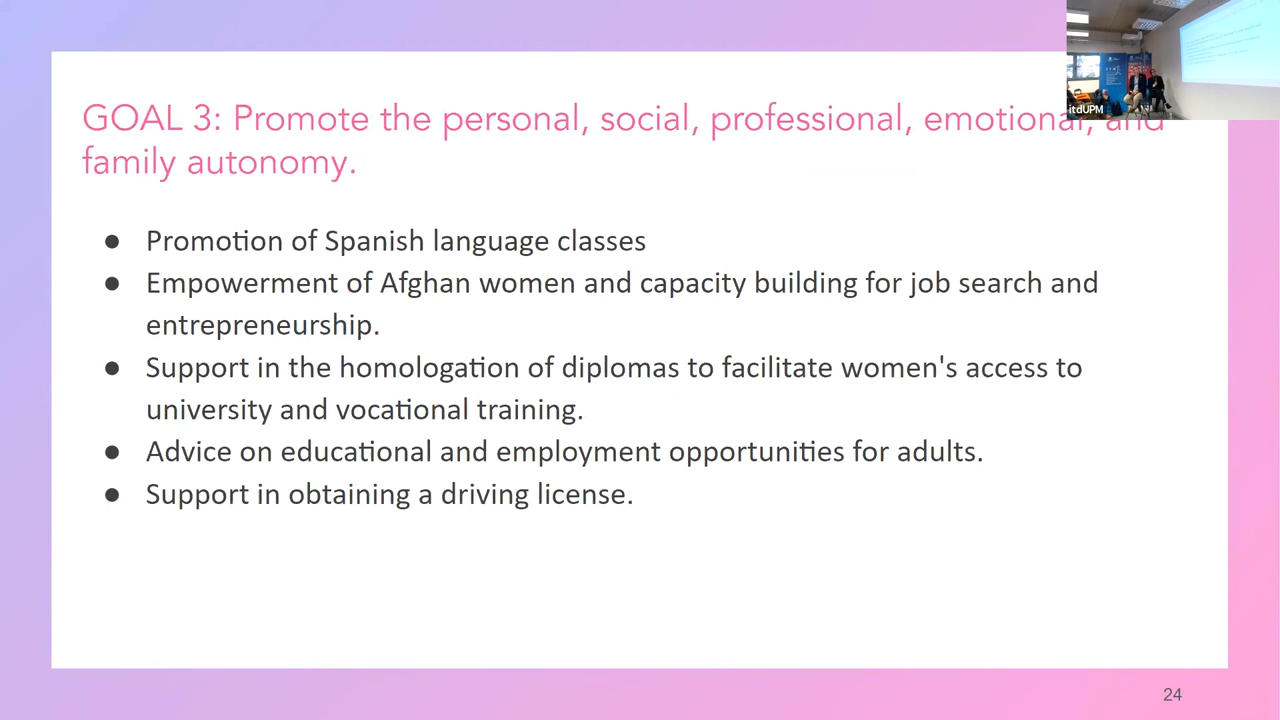 itdUPM
GOAL 3: Promote the personal, social, professional, emotional, and
family autonomy.
● Promotion of Spanish language classes
● Empowerment of Afghan women and capacity building for job search and
entrepreneurship.
● Support in the homologation of diplomas to facilitate women's access to
university and vocational training.
● Advice on educational and employment opportunities for adults.
● Support in obtaining a driving license.
24